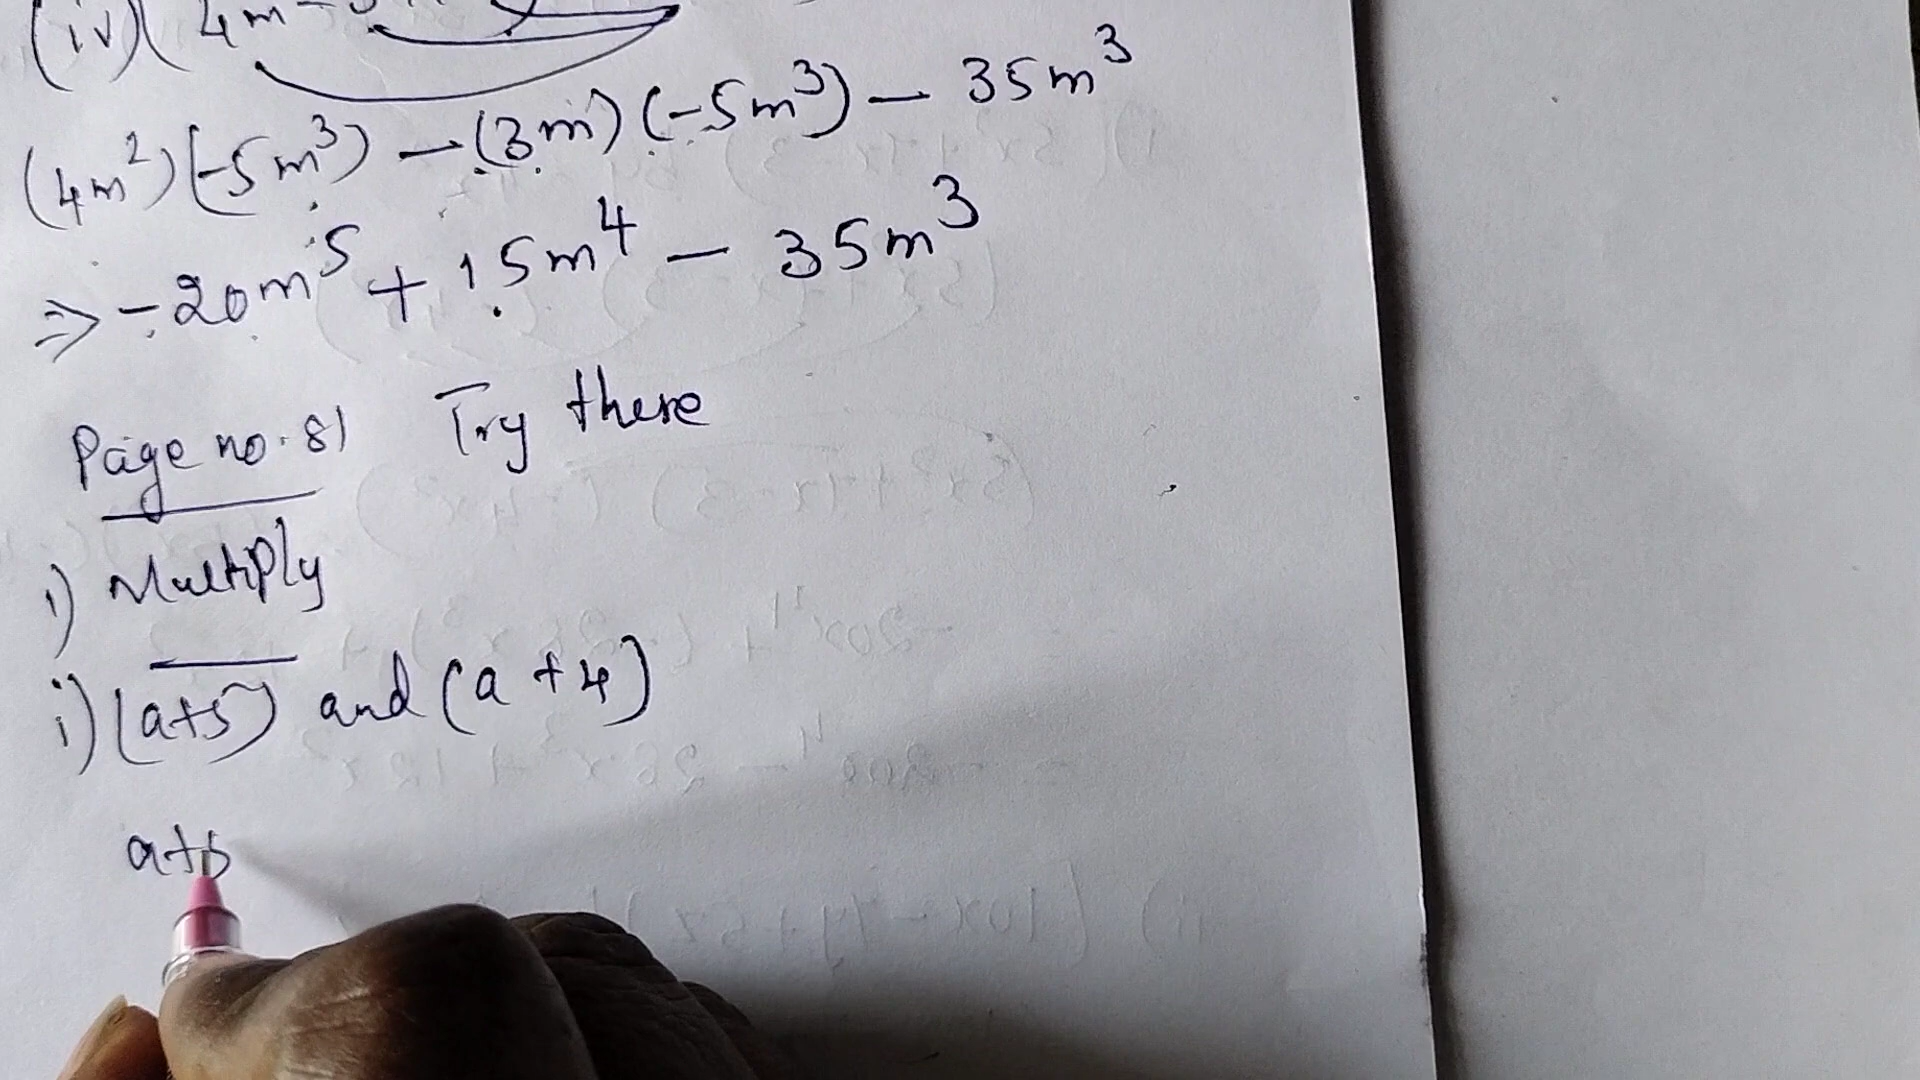 (iv)(4m
(4m²)(-5m³) - (3m)(-5m³) - 35m³
⇒ -20m⁵ + 15m⁴ - 35m³
Page no. 81 Try there
1) Multiply
i) (a+5) and (a+4)
a+5